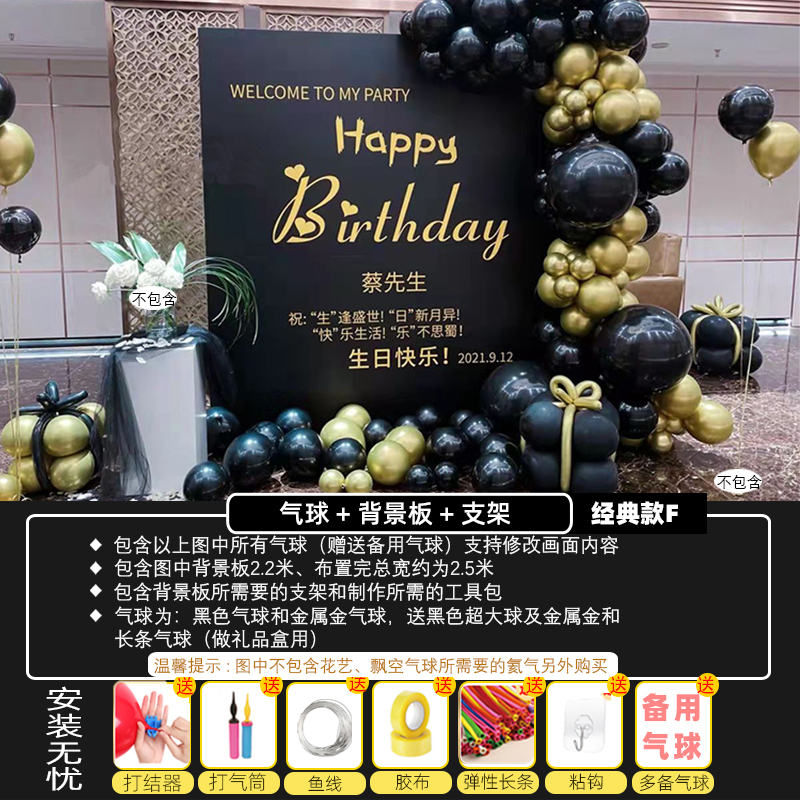 WELCOME TO MY PARTY
Happy
Birthday
蔡先生
祝:“生”逢盛世!“日”新月异!
“快”乐生活!“乐”不思蜀!
生日快乐! 2021.9.12
不包含
不包含
气球 + 背景板 + 支架
经典款F
◆ 包含以上图中所有气球（赠送备用气球）支持修改画面内容
◆ 包含图中背景板2.2米、布置完总宽约为2.5米
◆ 包含背景板所需要的支架和制作所需的工具包
◆ 气球为：黑色气球和金属金气球，送黑色超大球及金属金和
长条气球（做礼品盒用）
温馨提示 : 图中不包含花艺、飘空气球所需要的氦气另外购买
安装无忧
送
送
送
送
送
送
送
备用
气球
打结器
打气筒
鱼线
胶布
弹性长条
粘钩
多备气球